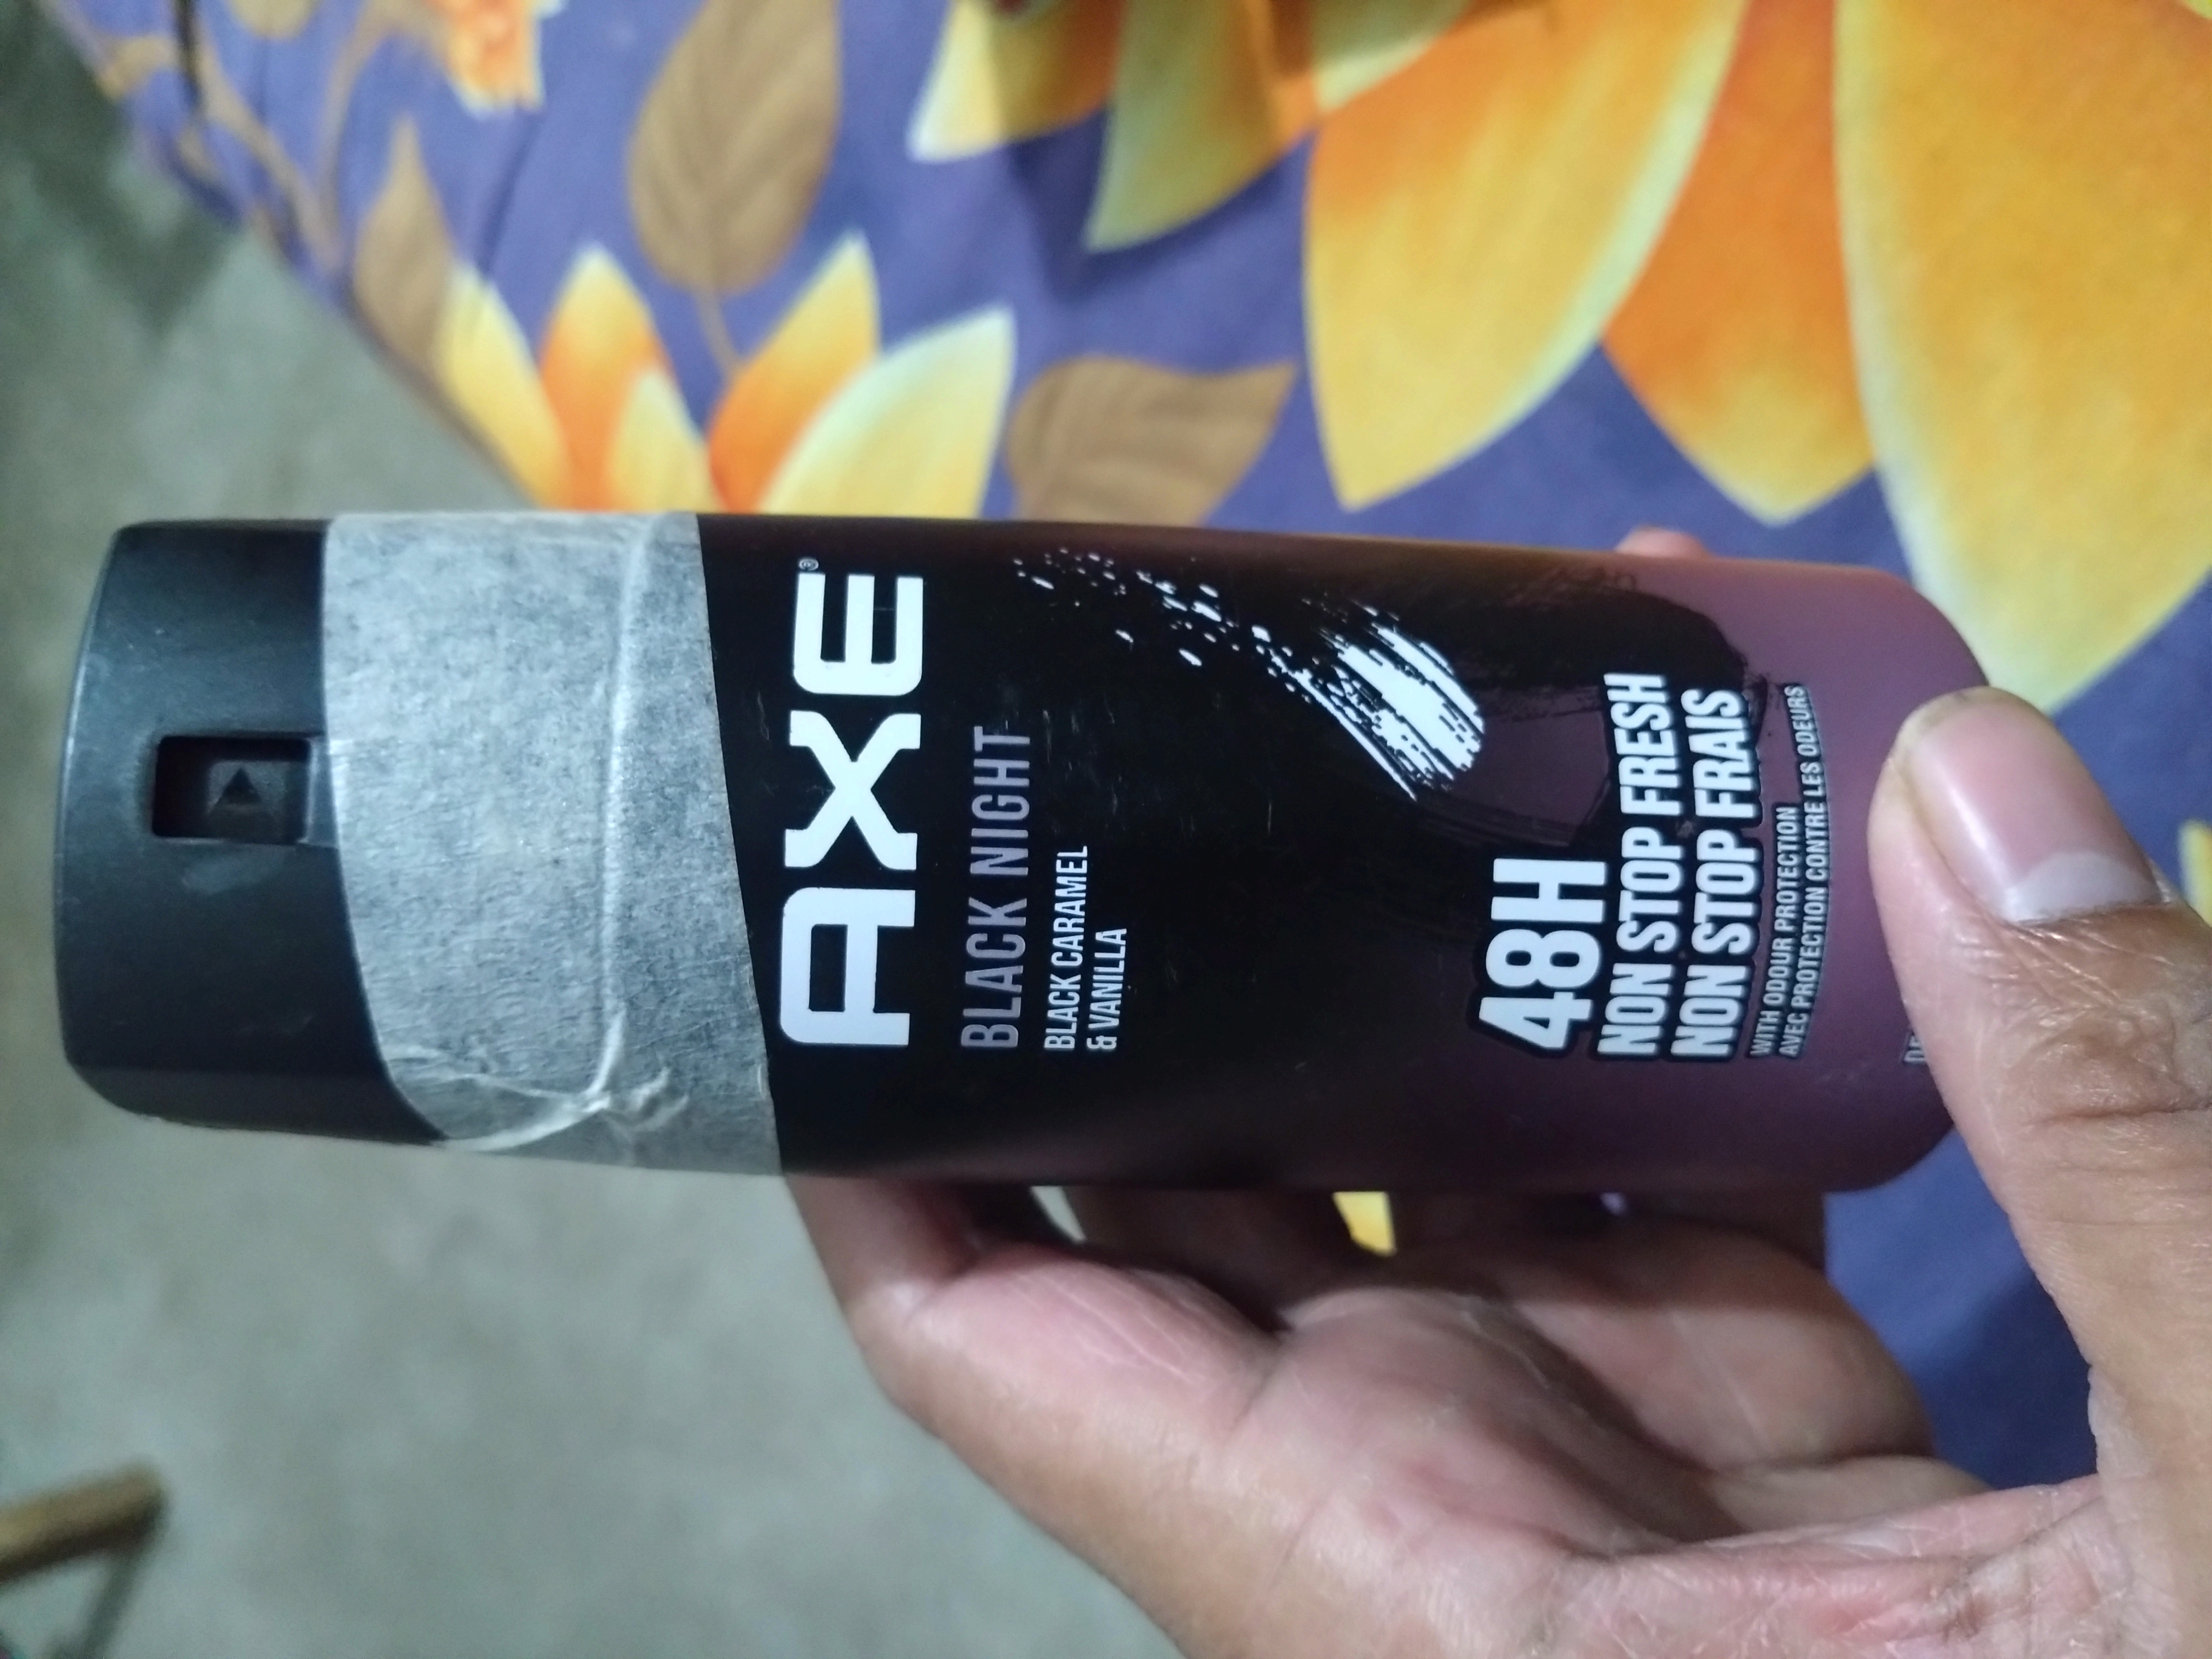 AXE®
BLACK NIGHT
BLACK CARAMEL
& VANILLA
48H
NON STOP FRESH
NON STOP FRAIS
WITH ODOUR PROTECTION
AVEC PROTECTION CONTRE LES ODEURS